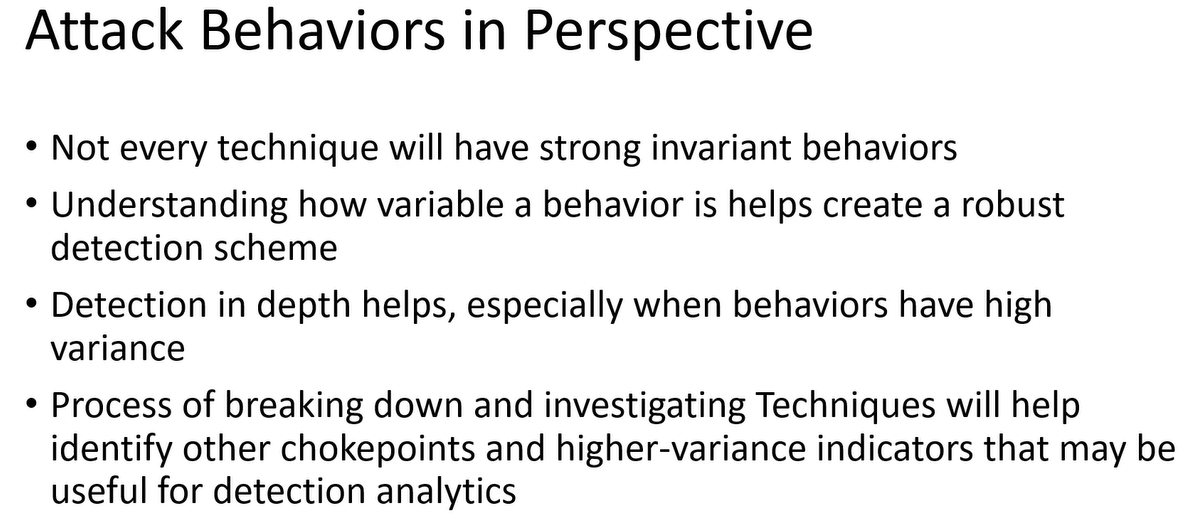 Attack Behaviors in Perspective
• Not every technique will have strong invariant behaviors
• Understanding how variable a behavior is helps create a robust
detection scheme
• Detection in depth helps, especially when behaviors have high
variance
• Process of breaking down and investigating Techniques will help
identify other chokepoints and higher-variance indicators that may be
useful for detection analytics